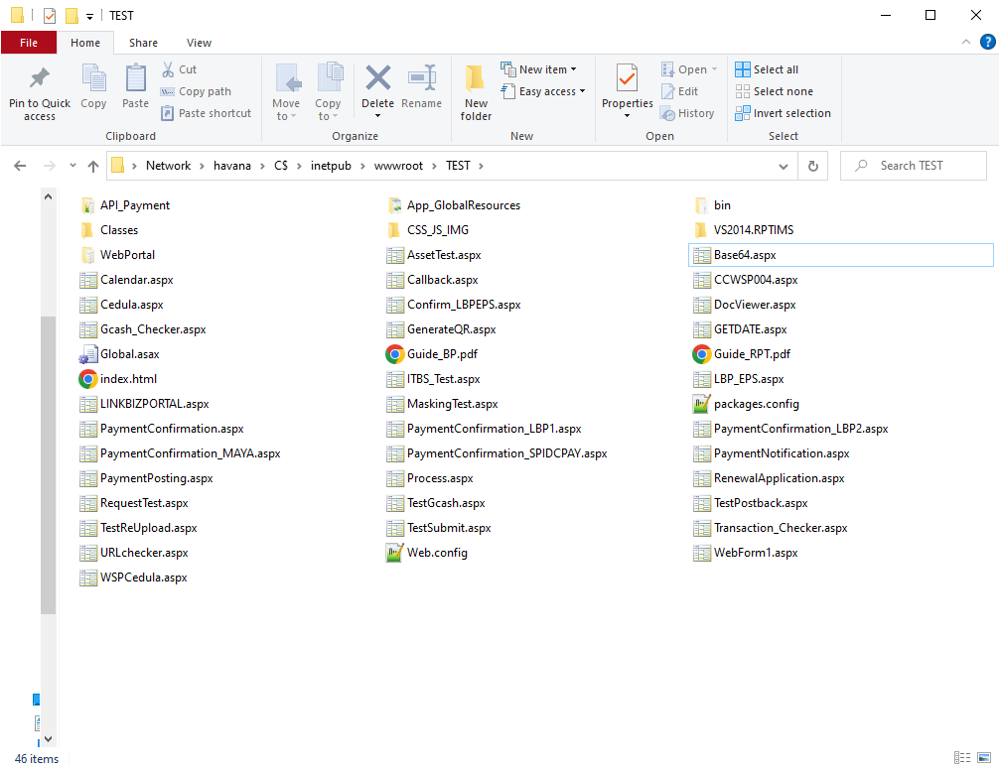 TEST
File Home Share View
Pin to Quick access
Copy
Paste
Cut
Copy path
Paste shortcut
Clipboard
Move to
Copy to
Delete
Rename
Organize
New folder
New item
Easy access
New
Properties
Open
Edit
History
Open
Select all
Select none
Invert selection
Select
Network > havana > C$ > inetpub > wwwroot > TEST >
Search TEST
API_Payment App_GlobalResources bin
Classes CSS_JS_IMG VS2014.RPTIMS
WebPortal AssetTest.aspx Base64.aspx
Calendar.aspx Callback.aspx CCWSP004.aspx
Cedula.aspx Confirm_LBPEPS.aspx DocViewer.aspx
Gcash_Checker.aspx GenerateQR.aspx GETDATE.aspx
Global.asax Guide_BP.pdf Guide_RPT.pdf
index.html ITBS_Test.aspx LBP_EPS.aspx
LINKBIZPORTAL.aspx MaskingTest.aspx packages.config
PaymentConfirmation.aspx PaymentConfirmation_LBP1.aspx PaymentConfirmation_LBP2.aspx
PaymentConfirmation_MAYA.aspx PaymentConfirmation_SPIDCPAY.aspx PaymentNotification.aspx
PaymentPosting.aspx Process.aspx RenewalApplication.aspx
RequestTest.aspx TestGcash.aspx TestPostback.aspx
TestReUpload.aspx TestSubmit.aspx Transaction_Checker.aspx
URLchecker.aspx Web.config WebForm1.aspx
WSPCedula.aspx
46 items